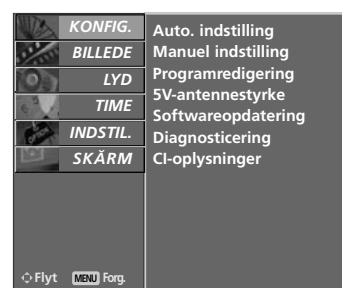 KONFIG.
BILLEDE
LYD
TIME
INDSTIL.
SKÄRM
Auto. indstilling
Manuel indstilling
Programredigering
5V-antennestyrke
Softwareopdatering
Diagnosticering
CI-oplysninger
Flyt MENU Forg.